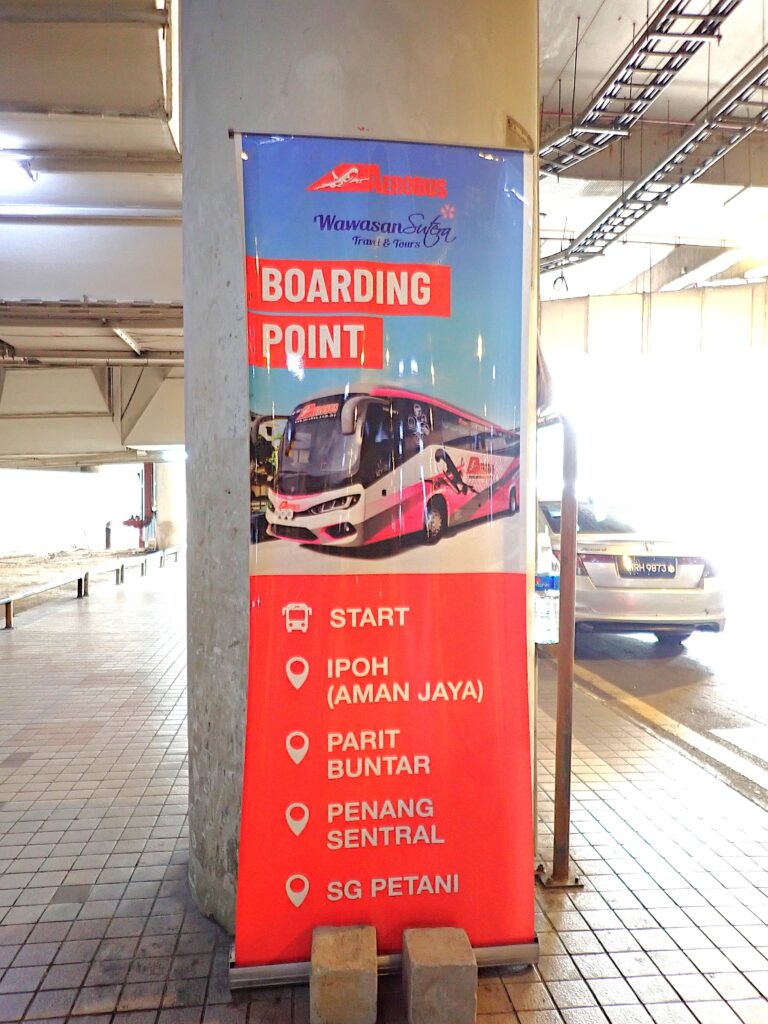 AEROBUS
WawasanSutera
Travel & Tours
BOARDING
POINT
START
IPOH
(AMAN JAYA)
PARIT
BUNTAR
PENANG
SENTRAL
SG PETANI